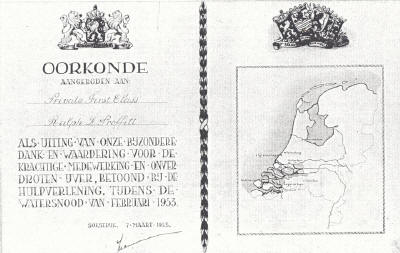 OORKONDE
AANGEBODEN AAN
Private First Class
Ralph L Proffitt
ALS·UITING·VAN·ONZE·BIJZONDERE
DANK·EN·WAARDERING·VOOR·DE
KRACHTIGE·MEDEWERKING·EN·ONVER
DROTEN·IJVER,·BETOOND·BIJ·DE
HULPVERLENING,·TIJDENS·DE
WATERSNOOD·VAN·FEBRUARI·1953.
7·MAART·1953.